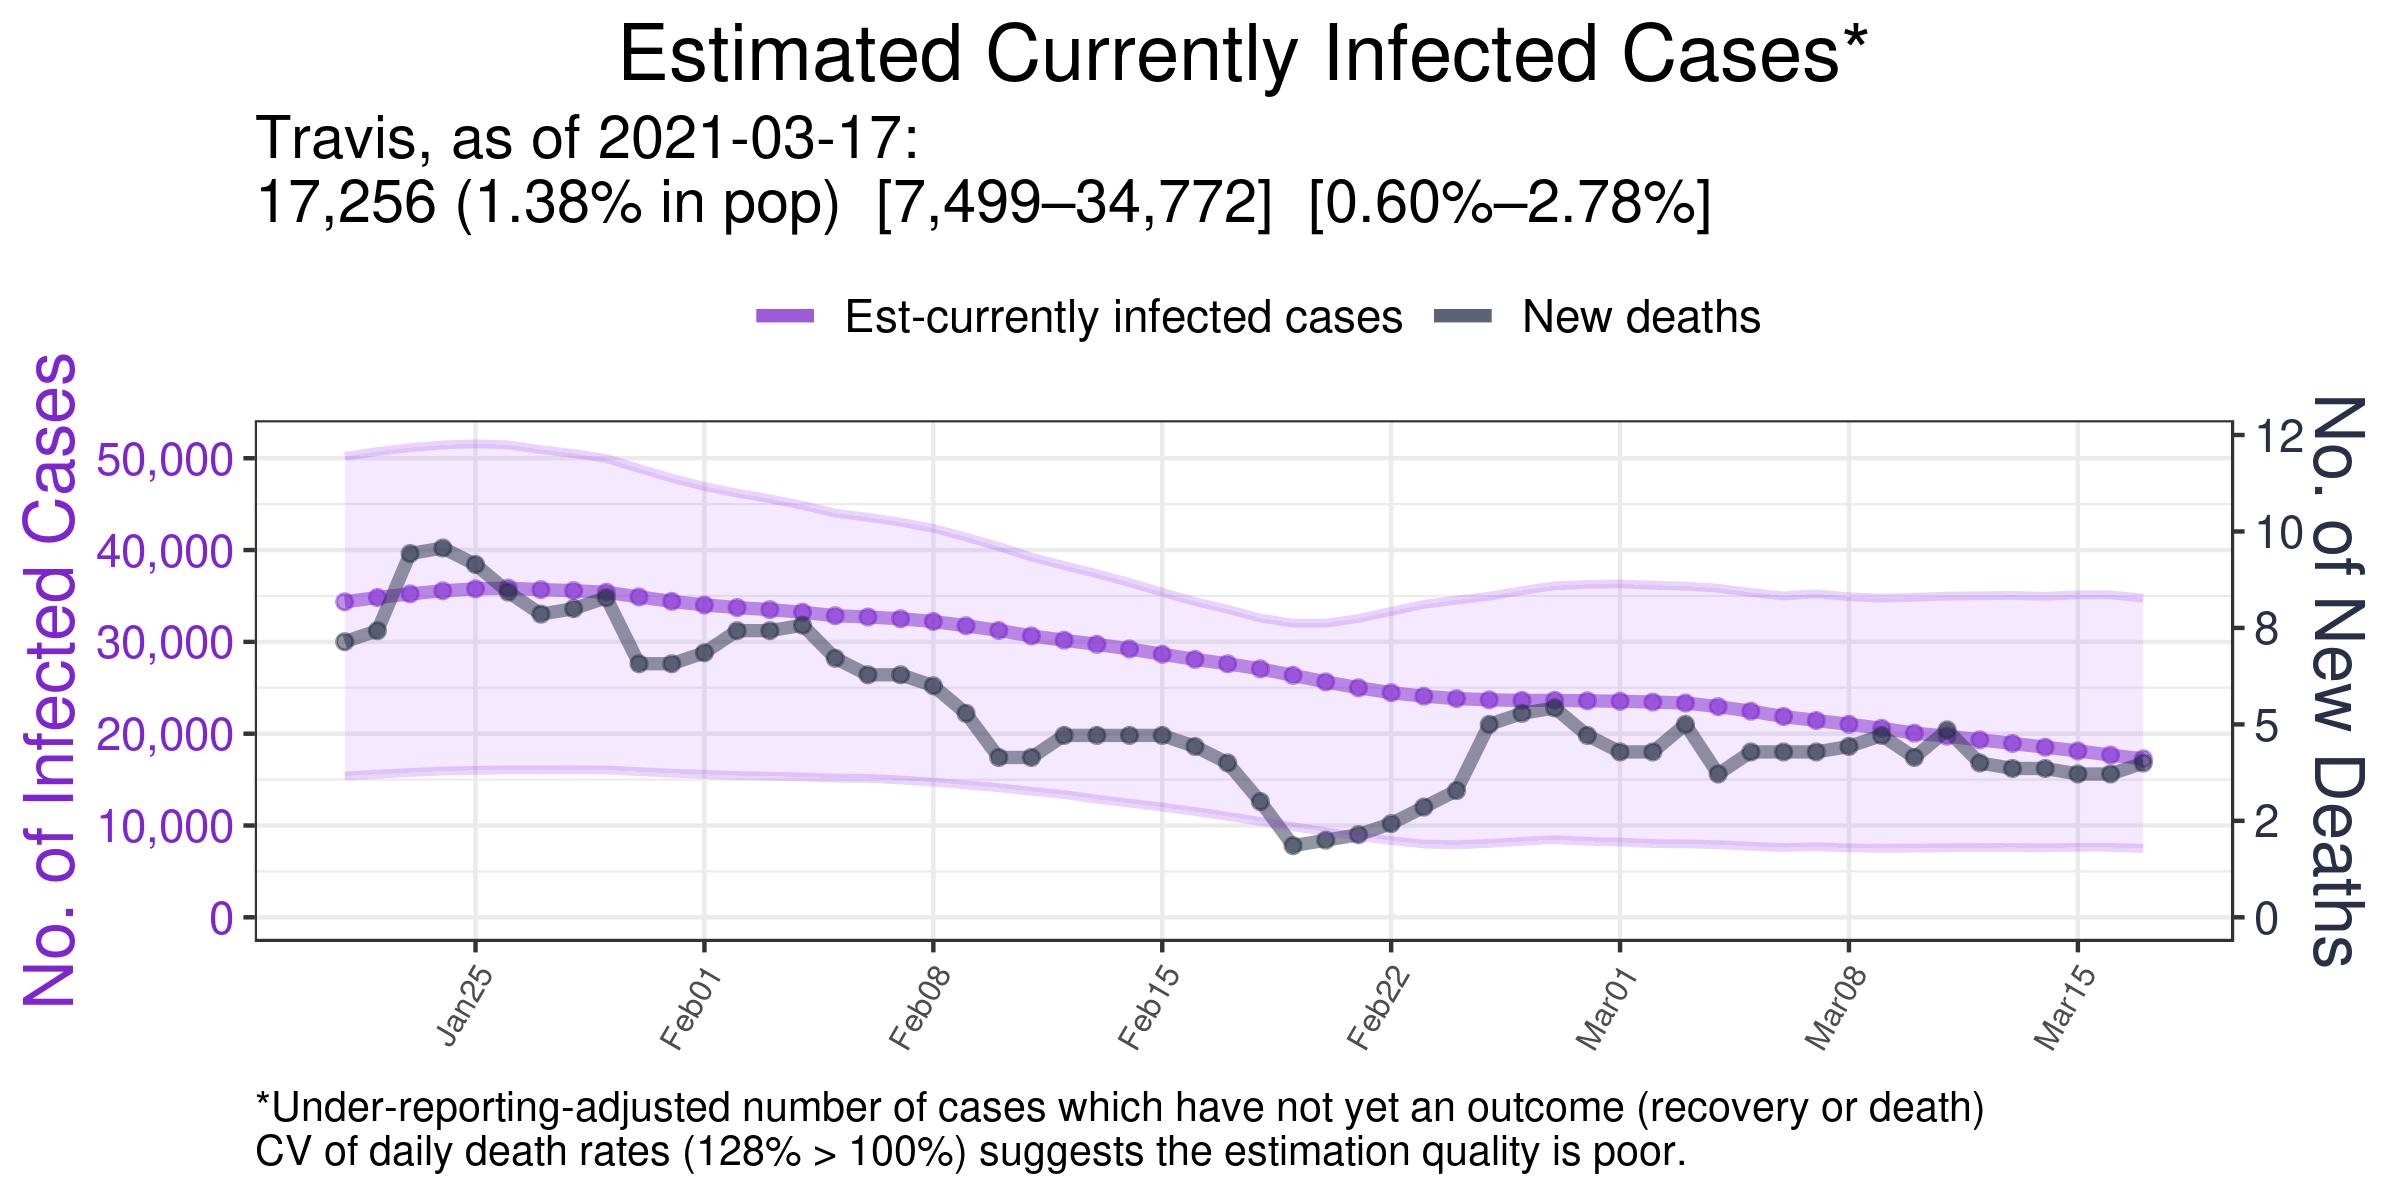 Estimated Currently Infected Cases*
Travis, as of 2021-03-17:
17,256 (1.38% in pop) [7,499–34,772] [0.60%–2.78%]
Est-currently infected cases
New deaths
No. of Infected Cases
50,000
40,000
30,000
20,000
10,000
0
12
10
8
5
2
0
No. of New Deaths
Jan25
Feb01
Feb08
Feb15
Feb22
Mar01
Mar08
Mar15
*Under-reporting-adjusted number of cases which have not yet an outcome (recovery or death)
CV of daily death rates (128% > 100%) suggests the estimation quality is poor.